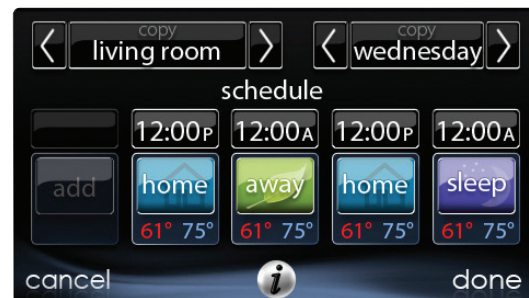 copy
living room
copy
wednesday
schedule
12:00P 12:00A 12:00P 12:00A
add home away home sleep
61° 75° 61° 75° 61° 75° 61° 75°
cancel i done